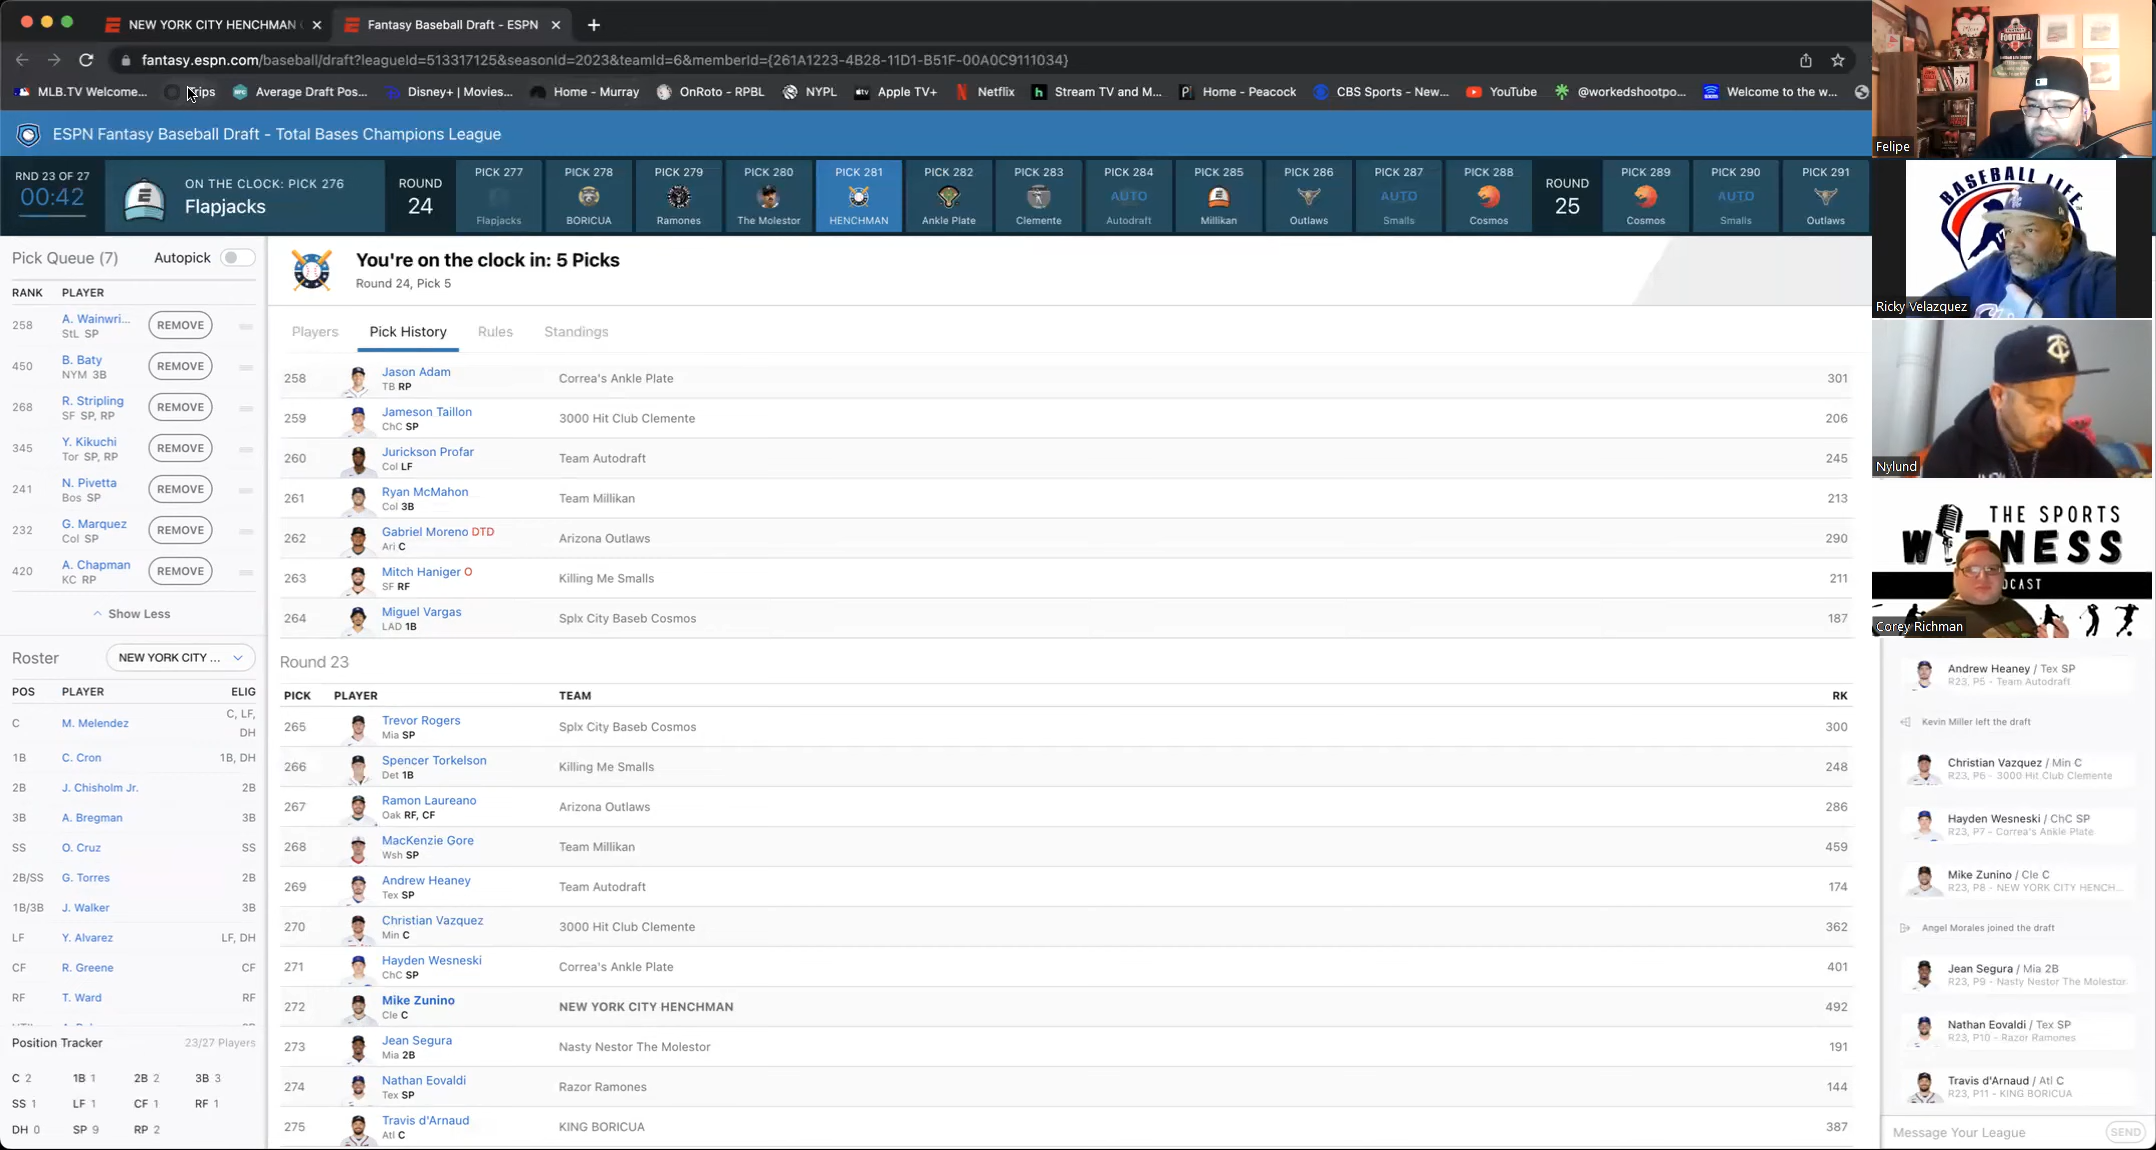 NEW YORK CITY HENCHMAN
Fantasy Baseball Draft - ESPN
fantasy.espn.com/baseball/draft?leagueId=513317125&seasonId=2023&teamId=6&memberId={261A1223-4B28-11D1-B51F-00A0C9111034}
MLB.TV Welcome... Average Draft Pos... Disney+ | Movies... Home - Murray OnRoto - RPBL NYPL Apple TV+ Netflix Stream TV and M... Home - Peacock CBS Sports - New... YouTube @workedshootpo... Welcome to the w...
ESPN Fantasy Baseball Draft - Total Bases Champions League
RND 23 OF 27
00:42
ON THE CLOCK: PICK 276
Flapjacks
ROUND 24
PICK 277 Flapjacks
PICK 278 BORICUA
PICK 279 Ramones
PICK 280 The Molestor
PICK 281 HENCHMAN
PICK 282 Ankle Plate
PICK 283 Clemente
PICK 284 AUTO Autodraft
PICK 285 Millikan
PICK 286 Outlaws
PICK 287 AUTO Smalls
PICK 288 Cosmos
ROUND 25
PICK 289 Cosmos
PICK 290 AUTO Smalls
PICK 291 Outlaws
Pick Queue (7) Autopick
RANK PLAYER
258 A. Wainwri... REMOVE
StL SP
450 B. Baty REMOVE
NYM 3B
268 R. Stripling REMOVE
SF SP, RP
345 Y. Kikuchi REMOVE
Tor SP, RP
241 N. Pivetta REMOVE
Bos SP
232 G. Marquez REMOVE
Col SP
420 A. Chapman REMOVE
KC RP
Show Less
Roster NEW YORK CITY ...
POS PLAYER ELIG
C M. Melendez C, LF, DH
1B C. Cron 1B, DH
2B J. Chisholm Jr. 2B
3B A. Bregman 3B
SS O. Cruz SS
2B/SS G. Torres 2B
1B/3B J. Walker 3B
LF Y. Alvarez LF, DH
CF R. Greene CF
RF T. Ward RF
Position Tracker 23/27 Players
C 2 1B 1 2B 2 3B 3
SS 1 LF 1 CF 1 RF 1
DH 0 SP 9 RP 2
You're on the clock in: 5 Picks
Round 24, Pick 5
Players Pick History Rules Standings
258 Jason Adam Correa's Ankle Plate 301
TB RP
259 Jameson Taillon 3000 Hit Club Clemente 206
ChC SP
260 Jurickson Profar Team Autodraft 245
Col LF
261 Ryan McMahon Team Millikan 213
Col 3B
262 Gabriel Moreno DTD Arizona Outlaws 290
Ari C
263 Mitch Haniger O Killing Me Smalls 211
SF RF
264 Miguel Vargas Splx City Baseb Cosmos 187
LAD 1B
Round 23
PICK PLAYER TEAM RK
265 Trevor Rogers Splx City Baseb Cosmos 300
Mia SP
266 Spencer Torkelson Killing Me Smalls 248
Det 1B
267 Ramon Laureano Arizona Outlaws 286
Oak RF, CF
268 MacKenzie Gore Team Millikan 459
Wsh SP
269 Andrew Heaney Team Autodraft 174
Tex SP
270 Christian Vazquez 3000 Hit Club Clemente 362
Min C
271 Hayden Wesneski Correa's Ankle Plate 401
ChC SP
272 Mike Zunino NEW YORK CITY HENCHMAN 492
Cle C
273 Jean Segura Nasty Nestor The Molestor 191
Mia 2B
274 Nathan Eovaldi Razor Ramones 144
Tex SP
275 Travis d'Arnaud KING BORICUA 387
Atl C
Felipe
BASEBALL LIFE
Ricky Velazquez
Nylund
THE SPORTS
Corey Richman
Andrew Heaney / Tex SP
R23, P5 - Team Autodraft
Kevin Miller left the draft
Christian Vazquez / Min C
R23, P6 - 3000 Hit Club Clemente
Hayden Wesneski / ChC SP
R23, P7 - Correa's Ankle Plate
Mike Zunino / Cle C
R23, P8 - NEW YORK CITY HENCH...
Angel Morales joined the draft
Jean Segura / Mia 2B
R23, P9 - Nasty Nestor The Molestor
Nathan Eovaldi / Tex SP
R23, P10 - Razor Ramones
Travis d'Arnaud / Atl C
R23, P11 - KING BORICUA
Message Your League SEND